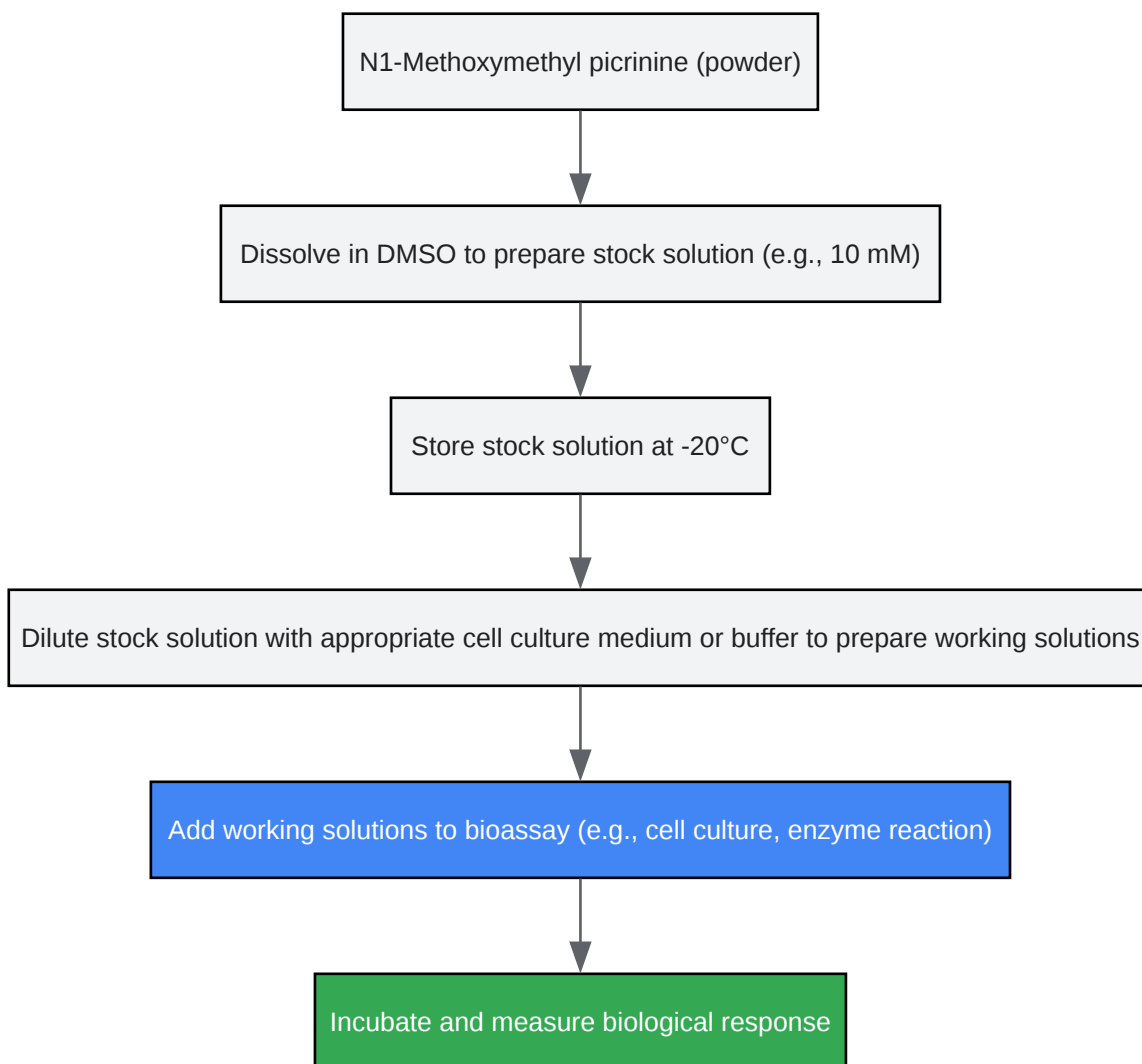 N1-Methoxymethyl picrinine (powder)
Dissolve in DMSO to prepare stock solution (e.g., 10 mM)
Store stock solution at -20°C
Dilute stock solution with appropriate cell culture medium or buffer to prepare working solutions
Add working solutions to bioassay (e.g., cell culture, enzyme reaction)
Incubate and measure biological response